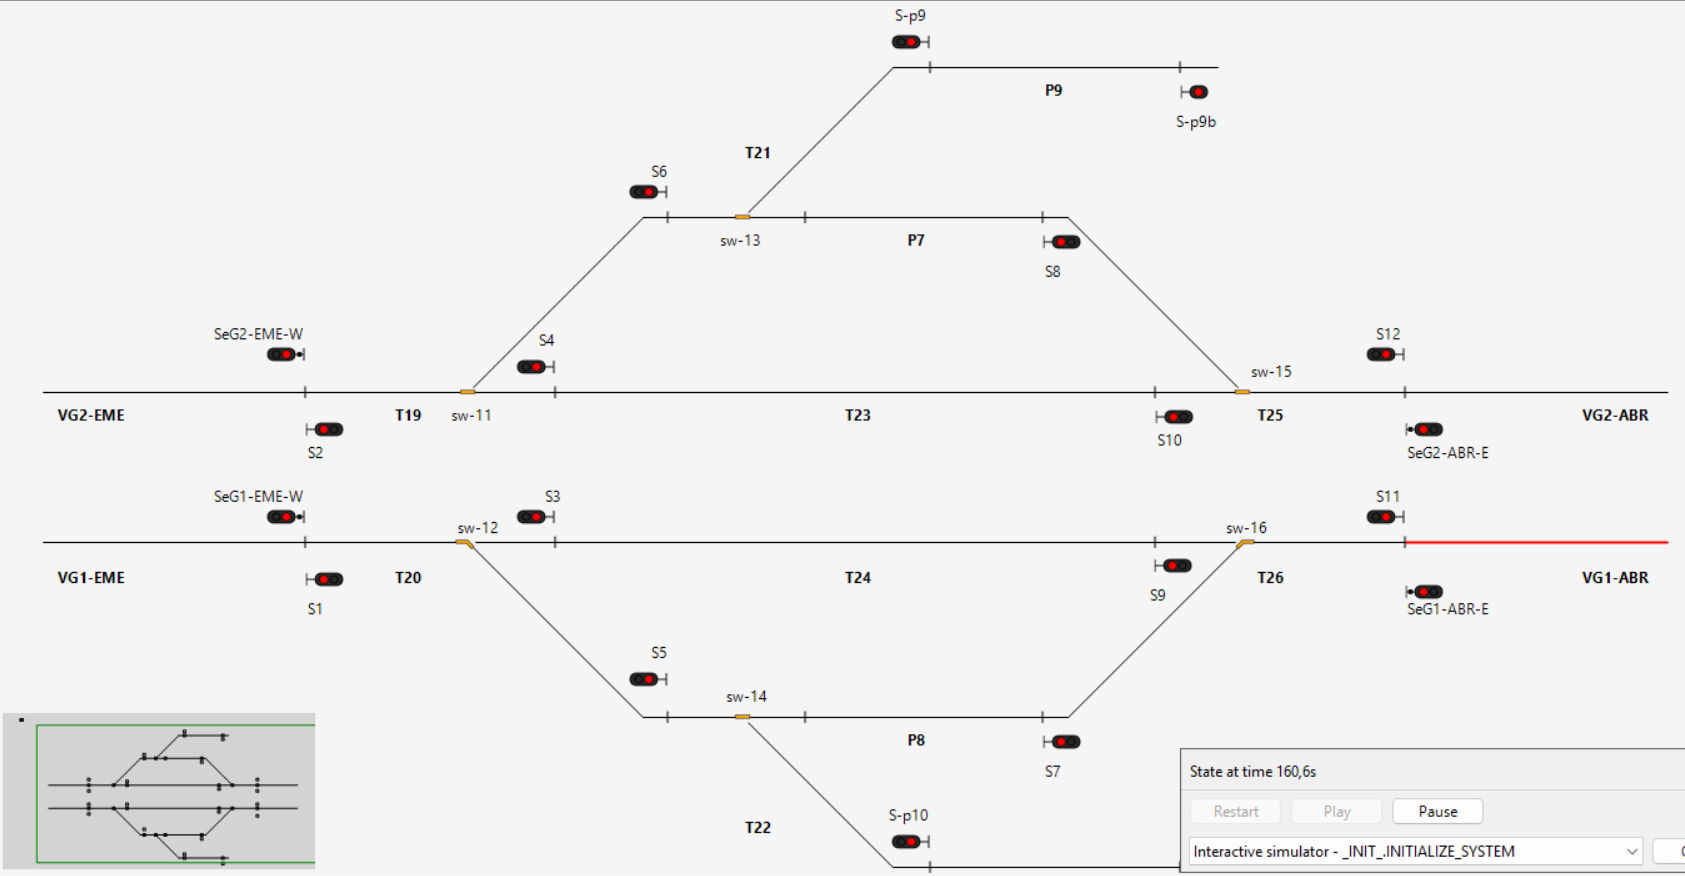 S-p9
P9
S-p9b
T21
S6
sw-13
P7
S8
SeG2-EME-W
S4
S12
sw-15
VG2-EME
T19
sw-11
T23
T25
VG2-ABR
S10
S2
SeG2-ABR-E
SeG1-EME-W
S3
S11
sw-12
sw-16
VG1-EME
T20
T24
T26
VG1-ABR
S9
S1
SeG1-ABR-E
S5
sw-14
P8
S7
State at time 160,6s
Restart
Play
Pause
S-p10
T22
Interactive simulator - _INIT_.INITIALIZE_SYSTEM